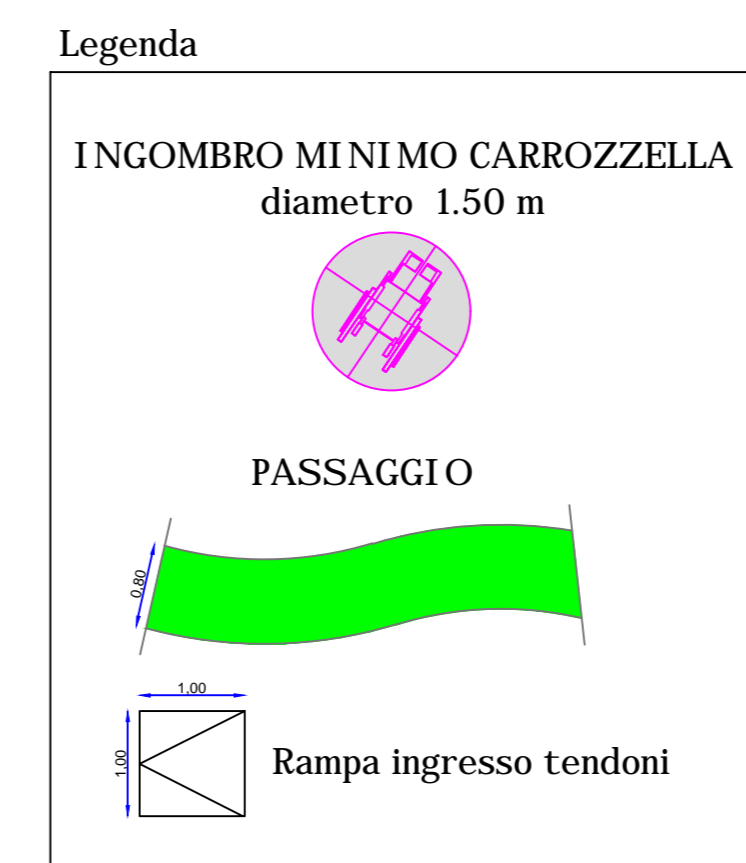 Legenda
INGOMBRO MINIMO CARROZZELLA
diametro 1.50 m
PASSAGGIO
0,80
1,00
1,00
Rampa ingresso tendoni